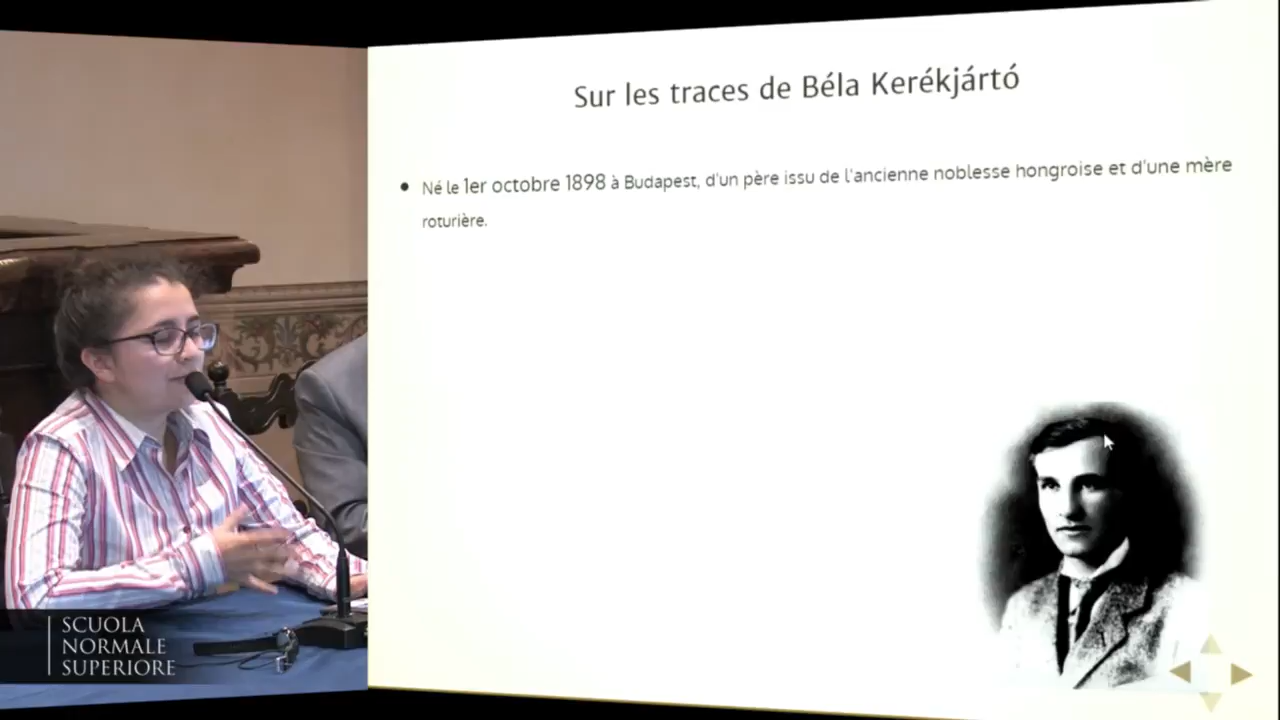 Sur les traces de Béla Kerékjártó
• Né le 1er octobre 1898 à Budapest, d'un père issu de l'ancienne noblesse hongroise et d'une mère
roturière.
SCUOLA
NORMALE
SUPERIORE